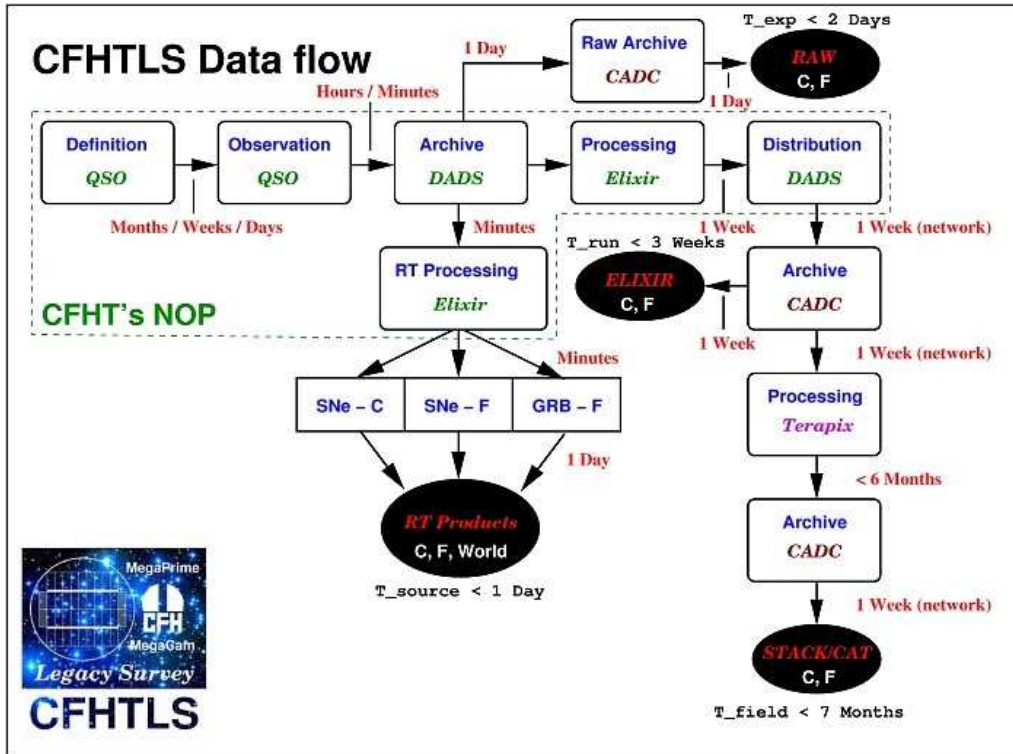 T_exp < 2 Days
CFHTLS Data flow
1 Day
Raw Archive
CADC
RAW
C, F
1 Day
Hours / Minutes
Definition
QSO
Observation
QSO
Archive
DADS
Processing
Elixir
Distribution
DADS
Months / Weeks / Days
Minutes
1 Week
1 Week (network)
T_run < 3 Weeks
RT Processing
Elixir
ELIXIR
C, F
Archive
CADC
CFHT's NOP
1 Week
1 Week (network)
Minutes
SNe – C
SNe – F
GRB – F
Processing
Terapix
1 Day
< 6 Months
RT Products
C, F, World
T_source < 1 Day
Archive
CADC
1 Week (network)
MegaPrime
CFH
MegaCam
Legacy Survey
CFHTLS
STACK/CAT
C, F
T_field < 7 Months